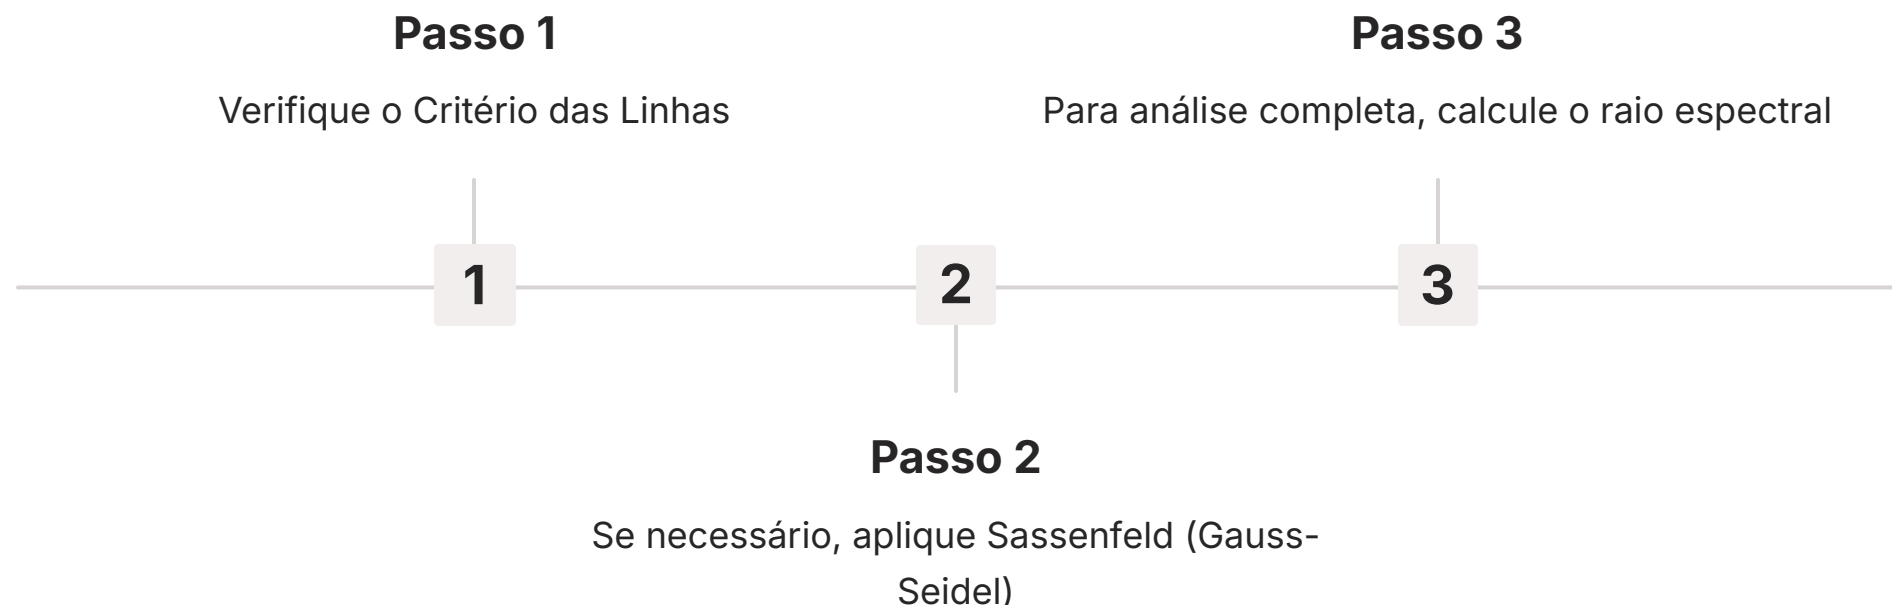 Passo 1
Verifique o Critério das Linhas
Passo 3
Para análise completa, calcule o raio espectral
1
2
3
Passo 2
Se necessário, aplique Sassenfeld (Gauss-
Seidel)